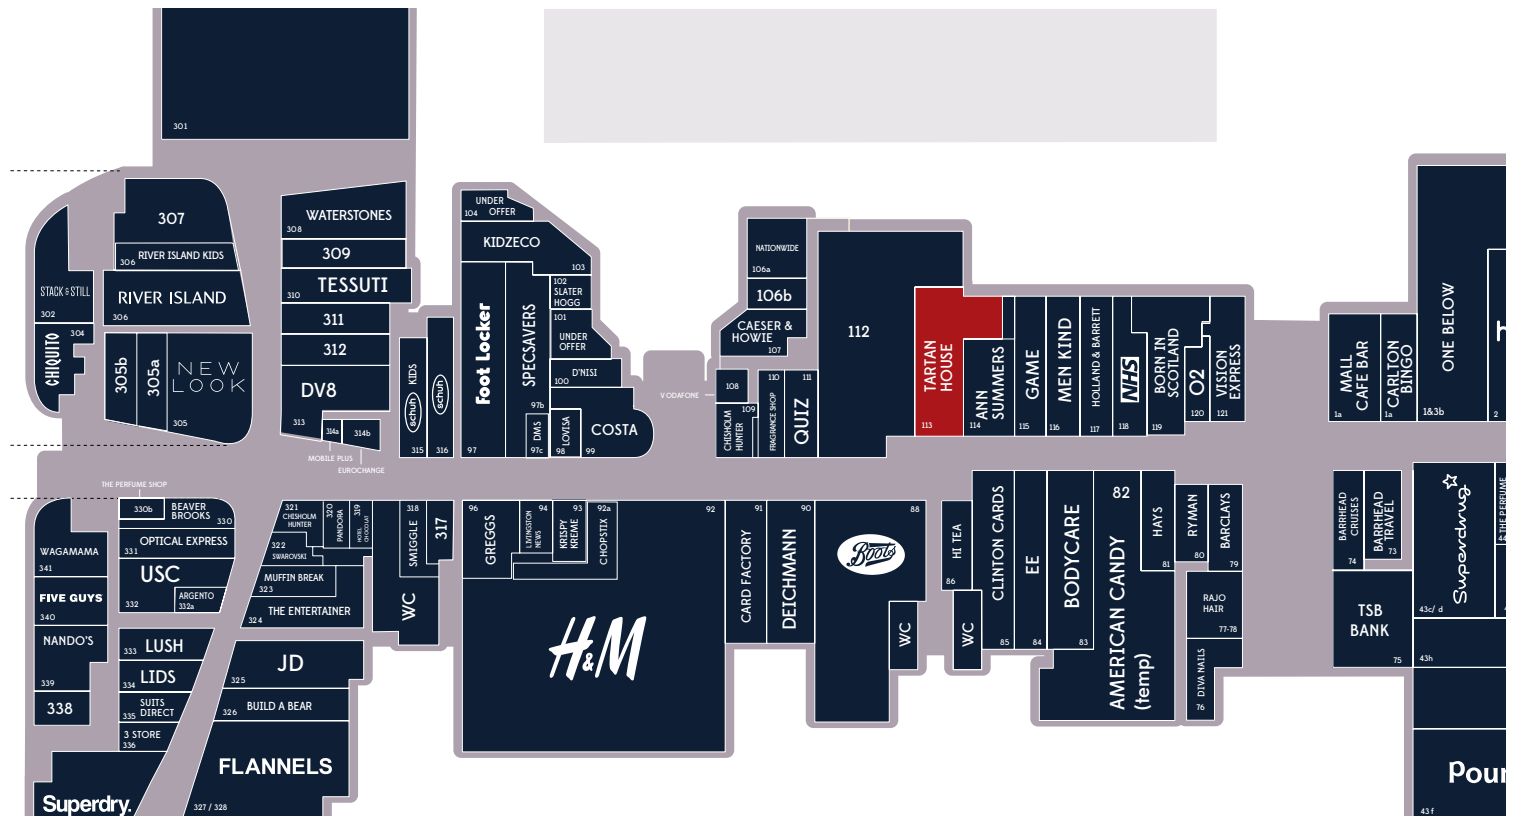 301
307
306
RIVER ISLAND KIDS
RIVER ISLAND
306
STACK & STILL
302
304
CHIQUITO
305b
305a
NEW
LOOK
305
WATERSTONES
308
309
TESSUTI
310
311
312
DV8
313
314a
314b
MOBILE PLUS
EUROCHANGE
KIDS
schuh
315
schuh
316
UNDER
OFFER
104
KIDZECO
103
Foot Locker
97
SPECSAVERS
97b
DMS
97c
102
SLATER
HOGG
101
UNDER
OFFER
D'NISI
100
LOVISA
98
COSTA
99
NATIONWIDE
106a
106b
CAESER &
HOWIE
107
VODAFONE
108
109
CHISHOLM
HUNTER
110
FRAGRANCE SHOP
111
QUIZ
112
TARTAN
HOUSE
113
ANN
SUMMERS
114
GAME
115
MEN KIND
116
HOLLAND & BARRETT
117
NHS
118
BORN IN
SCOTLAND
119
O2
120
VISION
EXPRESS
121
MALL
CAFE BAR
1a
CARLTON
BINGO
1a
ONE BELOW
1&3b
h
2
THE PERFUME SHOP
330b
BEAVER
BROOKS
330
OPTICAL EXPRESS
331
USC
332
ARGENTO
332a
WAGAMAMA
341
FIVE GUYS
340
NANDO'S
339
338
LUSH
333
LIDS
334
SUITS
DIRECT
335
3 STORE
336
Superdry.
321
CHISHOLM
HUNTER
322
SWAROVSKI
320
PANDORA
319
HOTEL
CHOCOLAT
MUFFIN BREAK
323
THE ENTERTAINER
324
318
SMIGGLE
317
WC
JD
325
BUILD A BEAR
326
FLANNELS
327 / 328
96
GREGGS
94
LIVINGSTON
NEWS
93
KRISPY
KREME
92a
CHOPSTIX
92
H&M
91
CARD FACTORY
90
DEICHMANN
88
Boots
WC
HI TEA
86
WC
CLINTON CARDS
85
EE
84
BODYCARE
83
82
AMERICAN CANDY
(temp)
HAYS
81
RYMAN
80
BARCLAYS
79
RAJO
HAIR
77-78
DIVA NAILS
76
BARRHEAD
CRUISES
74
BARRHEAD
TRAVEL
73
TSB
BANK
75
Superdrug
43c/ d
THE PERFUME
44
4
43h
Pour
43f